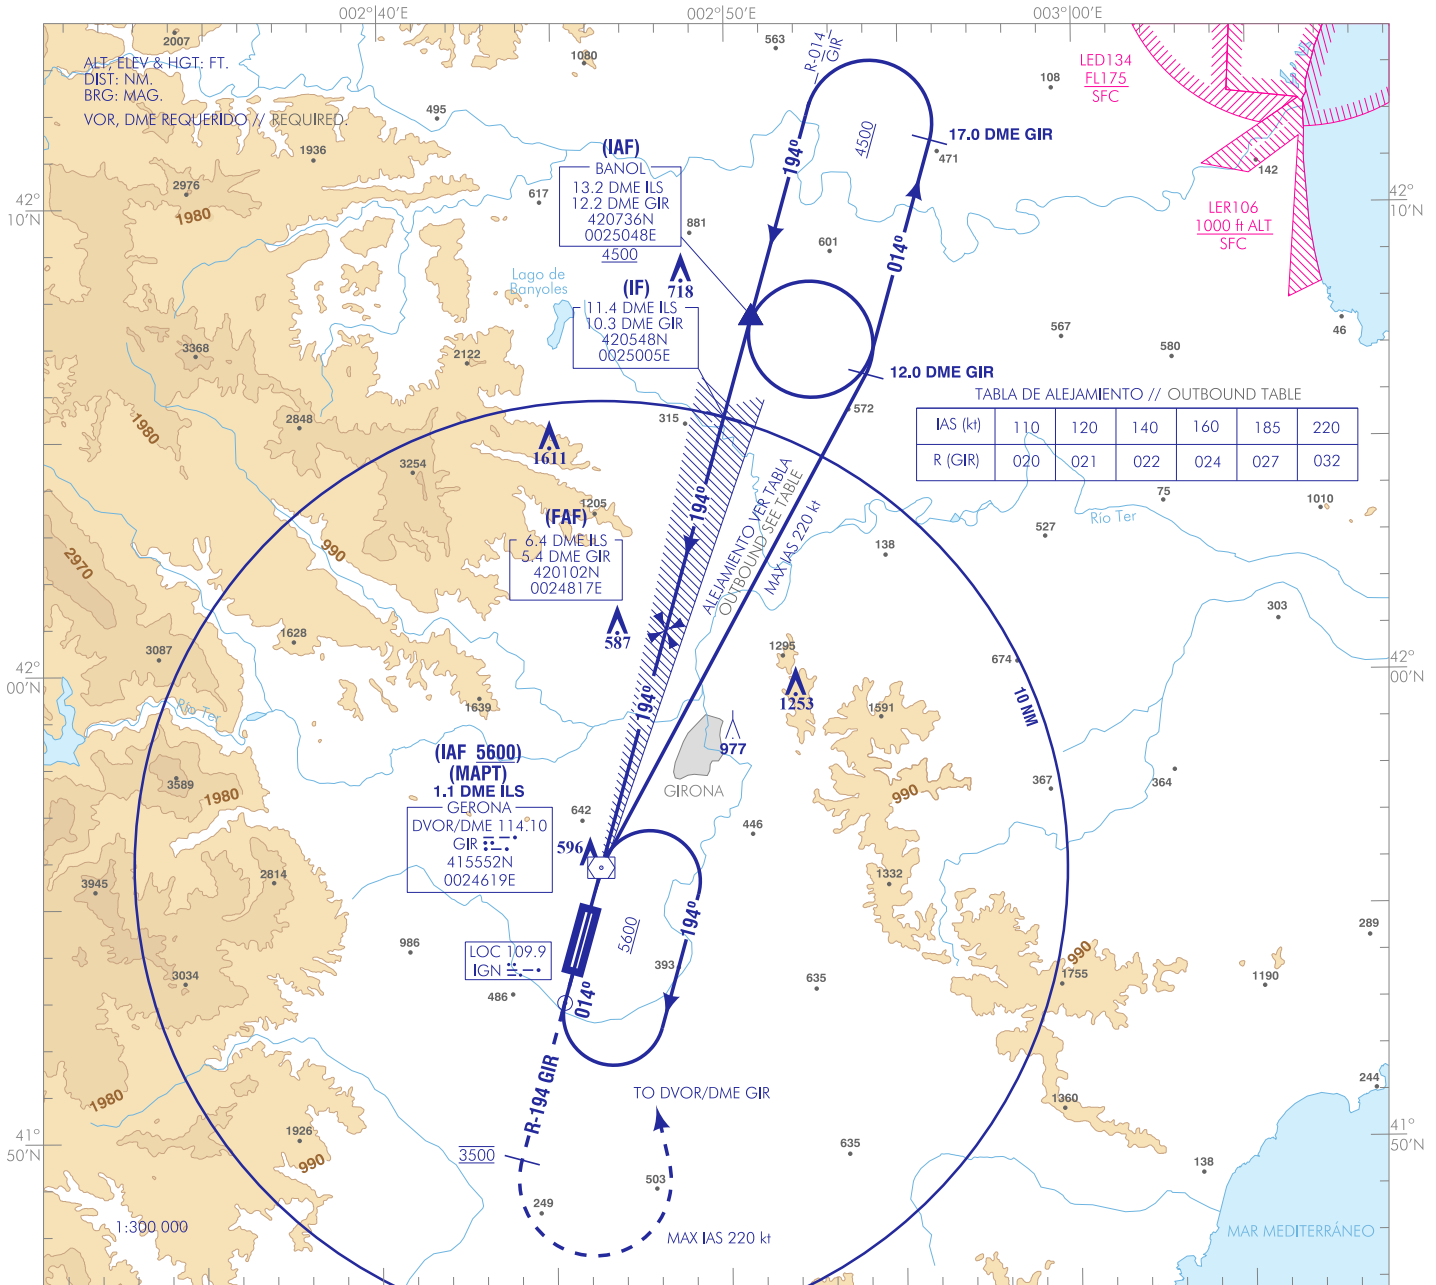 002°40'E
002°50'E
003°00'E
2007
ALT, ELEV & HGT: FT.
DIST: NM.
BRG: MAG.
VOR, DME REQUERIDO // REQUIRED.
1080
563
R-014
GIR
108
LED134
FL175
SFC
495
1936
2976
1980
617
881
601
471
142
4500
194°
014°
17.0 DME GIR
(IAF)
BANOL
13.2 DME ILS
12.2 DME GIR
420736N
0025048E
4500
42°
10'N
42°
10'N
LER106
1000 ft ALT
SFC
Lago de
Banyoles
718
(IF)
11.4 DME ILS
10.3 DME GIR
420548N
0025005E
46
567
580
3368
2122
12.0 DME GIR
572
315
1980
2848
3254
1611
1205
TABLA DE ALEJAMIENTO // OUTBOUND TABLE
IAS (kt) 110 120 140 160 185 220
R (GIR) 020 021 022 024 027 032
75
1010
Río Ter
527
138
194°
ALEJAMIENTO VER TABLA
OUTBOUND SEE TABLE
MAX IAS 220 kt
(FAF)
6.4 DME ILS
5.4 DME GIR
420102N
0024817E
990
2970
303
587
1628
3087
1295
674
1253
42°
00'N
42°
00'N
1639
Río Ter
194°
1591
10 NM
977
GIRONA
(IAF 5600)
(MAPT)
1.1 DME ILS
GERONA
DVOR/DME 114.10
GIR
415552N
0024619E
3589
1980
642
446
367
364
990
596
3945
2814
1332
194°
5600
289
986
LOC 109.9
IGN
393
486
014°
635
990
1755
1190
3034
R-194 GIR
TO DVOR/DME GIR
244
1980
1360
1926
990
3500
635
41°
50'N
41°
50'N
138
503
249
1:300 000
MAX IAS 220 kt
MAR MEDITERRÁNEO